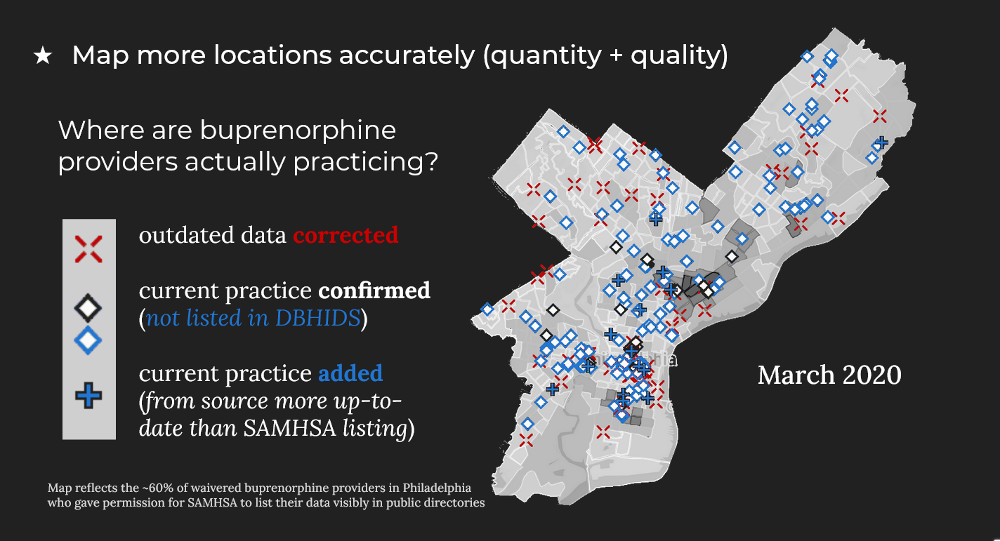 ★ Map more locations accurately (quantity + quality)
Where are buprenorphine
providers actually practicing?
outdated data corrected
current practice confirmed
(not listed in DBHIDS)
current practice added
(from source more up-to-
date than SAMHSA listing)
March 2020
Map reflects the ~60% of waivered buprenorphine providers in Philadelphia
who gave permission for SAMHSA to list their data visibly in public directories